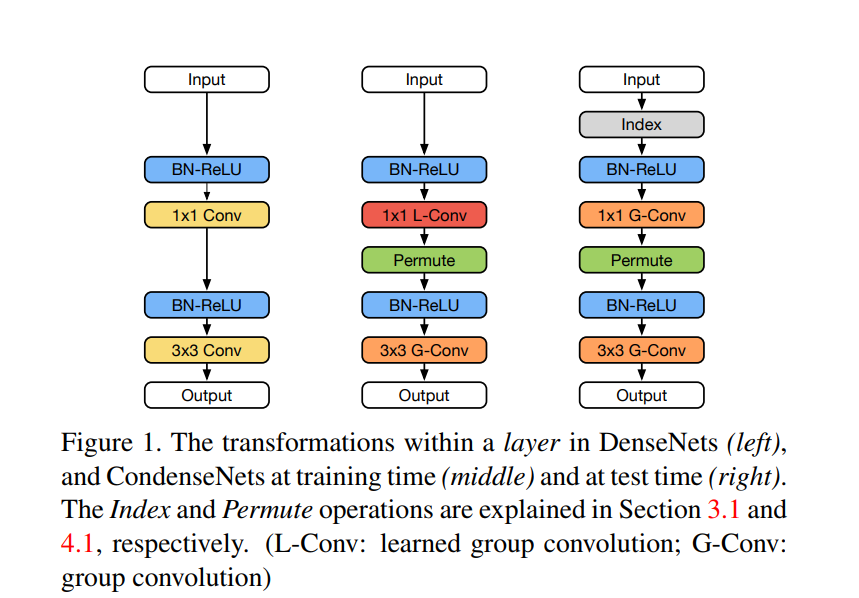 Input
BN-ReLU
1x1 Conv
BN-ReLU
3x3 Conv
Output
Input
BN-ReLU
1x1 L-Conv
Permute
BN-ReLU
3x3 G-Conv
Output
Input
Index
BN-ReLU
1x1 G-Conv
Permute
BN-ReLU
3x3 G-Conv
Output
Figure 1. The transformations within a layer in DenseNets (left),
and CondenseNets at training time (middle) and at test time (right).
The Index and Permute operations are explained in Section 3.1 and
4.1, respectively. (L-Conv: learned group convolution; G-Conv:
group convolution)